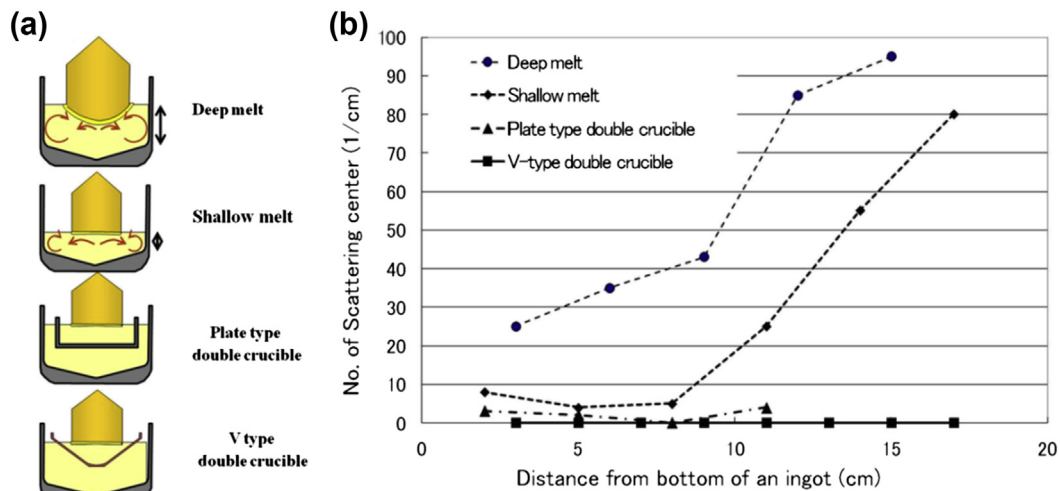 (a)
Deep melt
Shallow melt
Plate type
double crucible
V type
double crucible
(b)
No. of Scattering center (1/cm)
100
90
80
70
60
50
40
30
20
10
0
Deep melt
Shallow melt
Plate type double crucible
V-type double crucible
0
5
10
15
20
Distance from bottom of an ingot (cm)